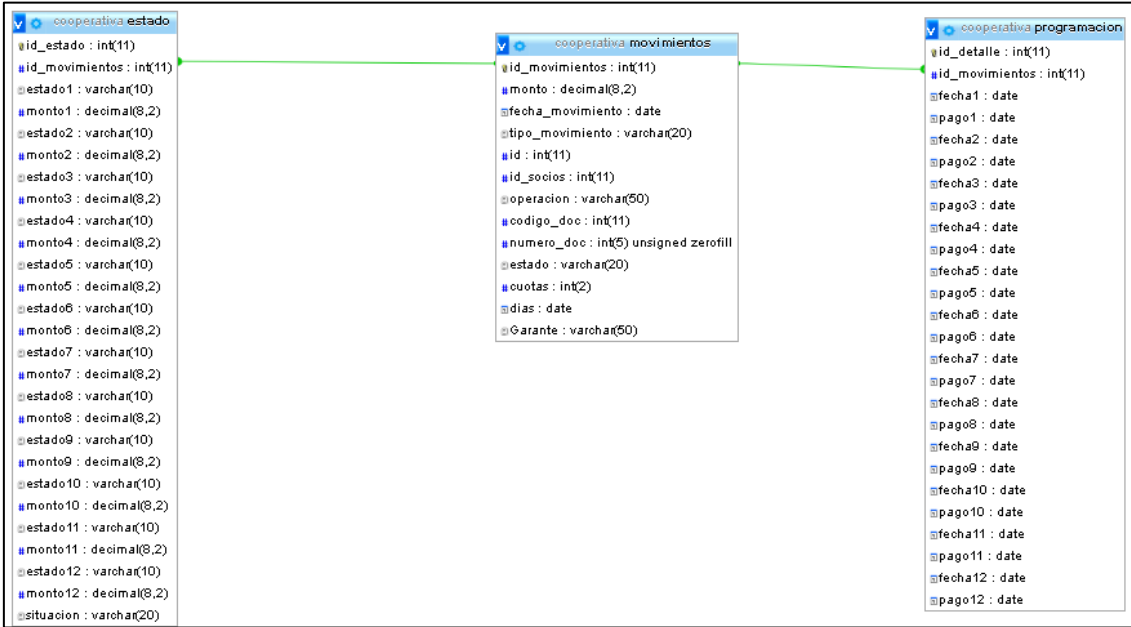 cooperativa estado
id_estado : int(11)
id_movimientos : int(11)
estado1 : varchar(10)
monto1 : decimal(8,2)
estado2 : varchar(10)
monto2 : decimal(8,2)
estado3 : varchar(10)
monto3 : decimal(8,2)
estado4 : varchar(10)
monto4 : decimal(8,2)
estado5 : varchar(10)
monto5 : decimal(8,2)
estado6 : varchar(10)
monto6 : decimal(8,2)
estado7 : varchar(10)
monto7 : decimal(8,2)
estado8 : varchar(10)
monto8 : decimal(8,2)
estado9 : varchar(10)
monto9 : decimal(8,2)
estado10 : varchar(10)
monto10 : decimal(8,2)
estado11 : varchar(10)
monto11 : decimal(8,2)
estado12 : varchar(10)
monto12 : decimal(8,2)
situacion : varchar(20)
cooperativa movimientos
id_movimientos : int(11)
monto : decimal(8,2)
fecha_movimiento : date
tipo_movimiento : varchar(20)
id : int(11)
id_socios : int(11)
operacion : varchar(50)
codigo_doc : int(11)
numero_doc : int(5) unsigned zerofill
estado : varchar(20)
cuotas : int(2)
dias : date
Garante : varchar(50)
cooperativa programacion
id_detalle : int(11)
id_movimientos : int(11)
fecha1 : date
pago1 : date
fecha2 : date
pago2 : date
fecha3 : date
pago3 : date
fecha4 : date
pago4 : date
fecha5 : date
pago5 : date
fecha6 : date
pago6 : date
fecha7 : date
pago7 : date
fecha8 : date
pago8 : date
fecha9 : date
pago9 : date
fecha10 : date
pago10 : date
fecha11 : date
pago11 : date
fecha12 : date
pago12 : date